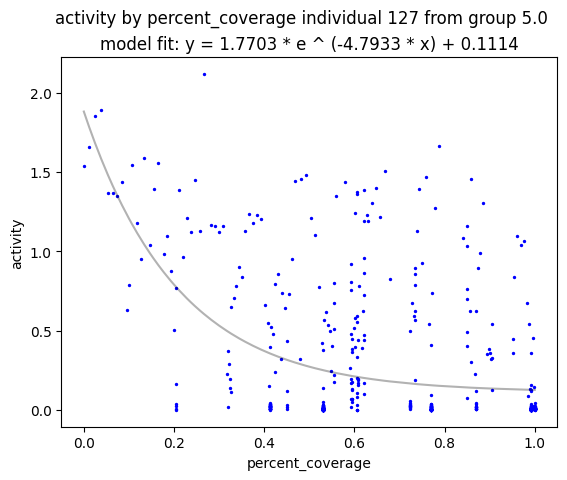 activity by percent_coverage individual 127 from group 5.0
model fit: y = 1.7703 * e ^ (-4.7933 * x) + 0.1114
2.0
1.5
1.0
0.5
0.0
activity
0.0 0.2 0.4 0.6 0.8 1.0
percent_coverage